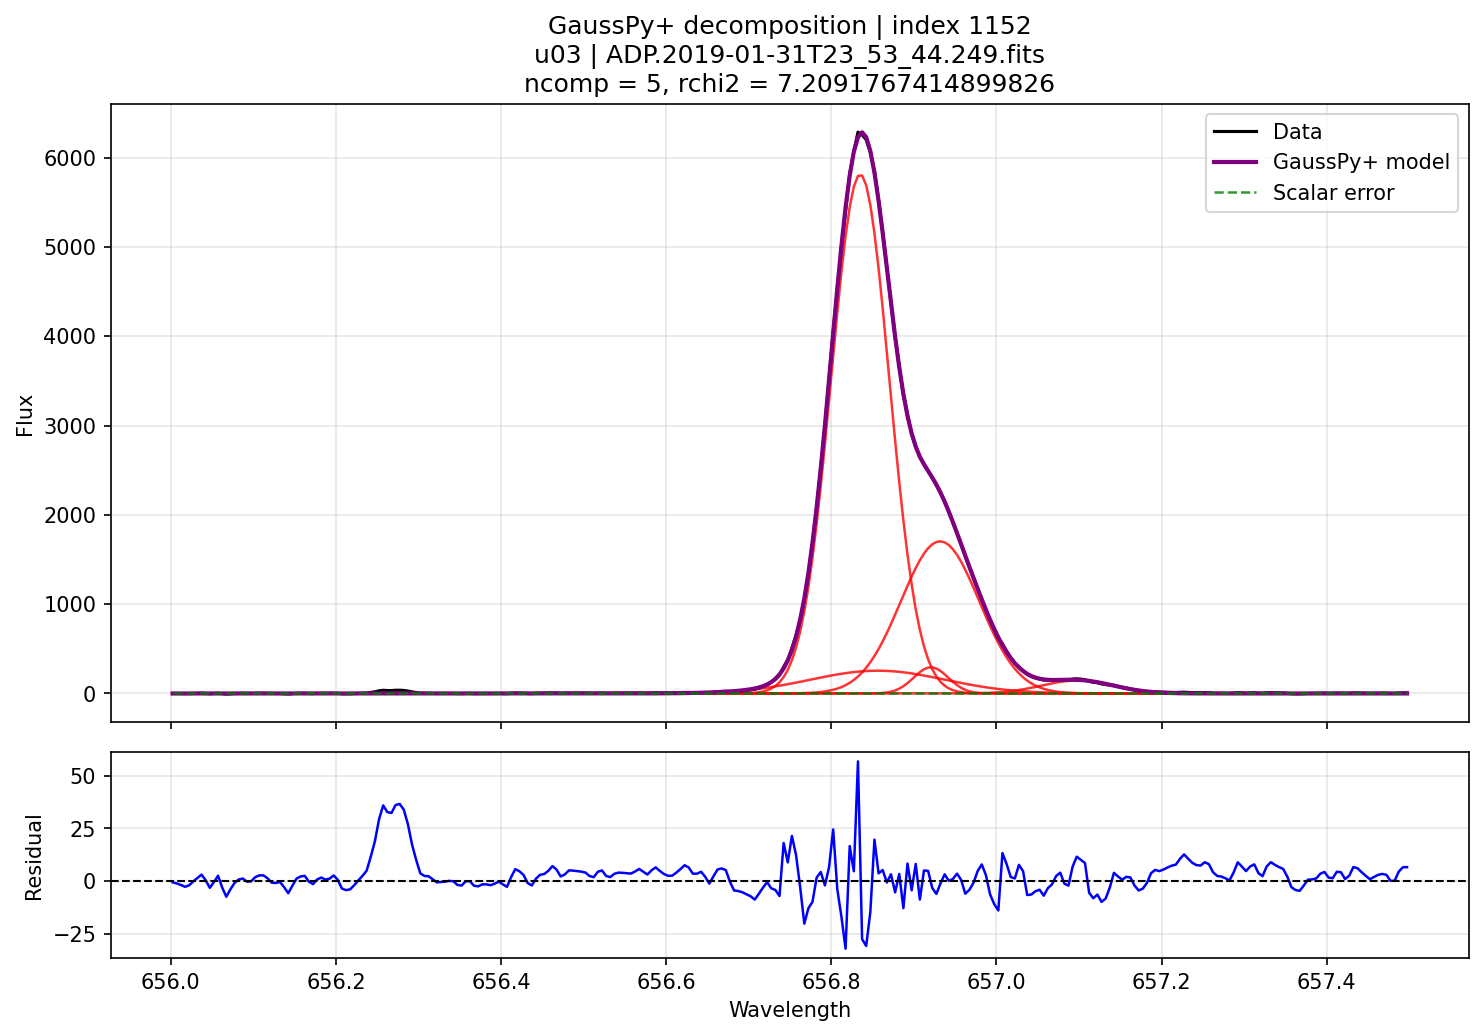 GaussPy+ decomposition | index 1152
u03 | ADP.2019-01-31T23_53_44.249.fits
ncomp = 5, rchi2 = 7.2091767414899826
Data
GaussPy+ model
Scalar error
6000
5000
4000
3000
2000
1000
0
Flux
50
25
0
−25
Residual
656.0
656.2
656.4
656.6
656.8
657.0
657.2
657.4
Wavelength